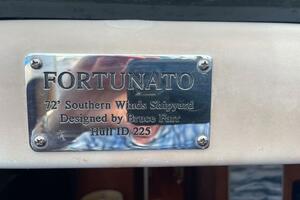 FORTUNATO
72' Southern Winds Shipyard
Designed by Bruce Farr
Hull ID 225